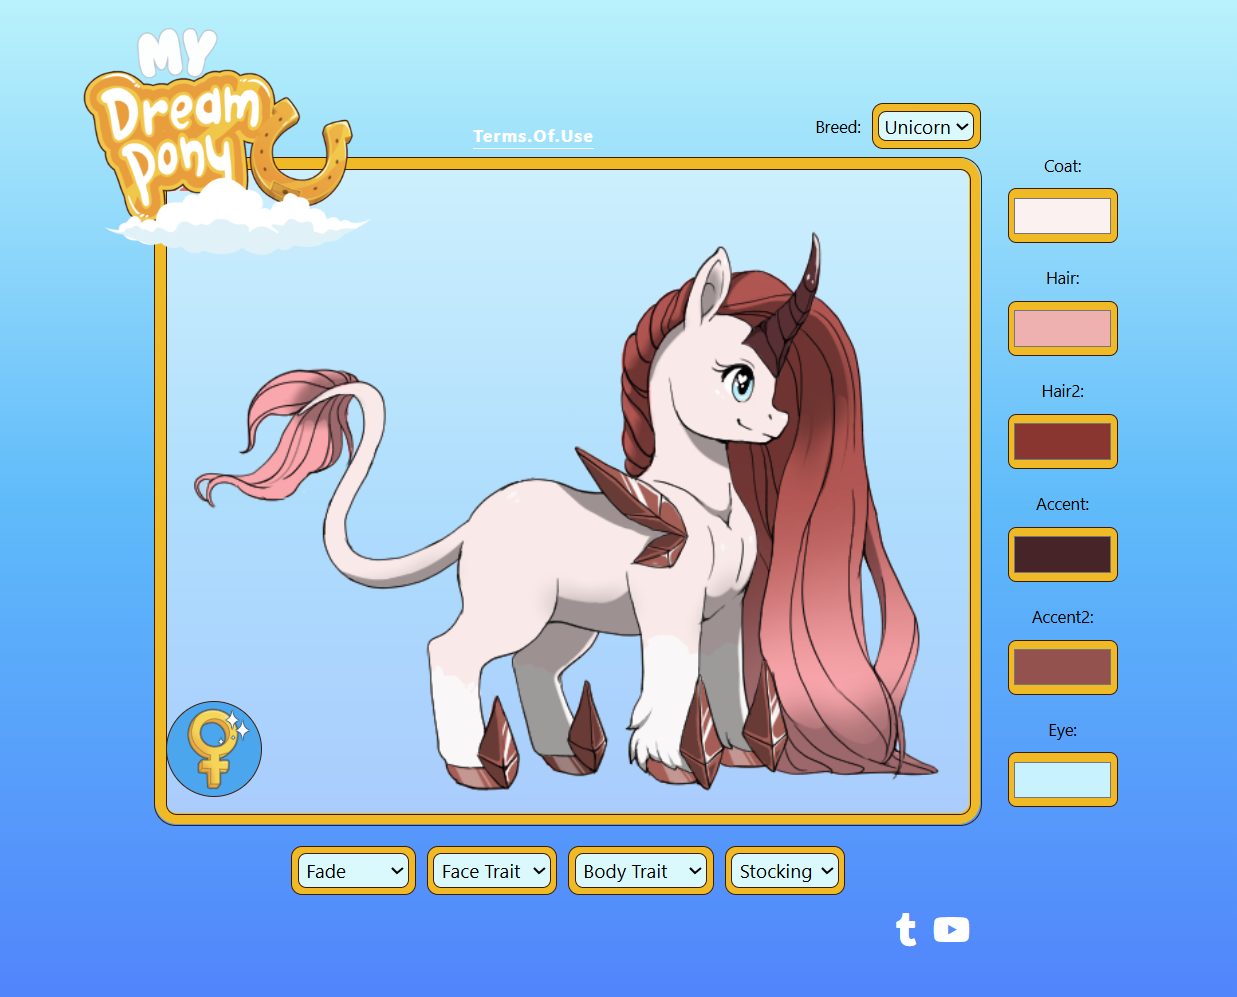 MY
Dream
Pony
Terms.Of.Use
Breed:
Unicorn
Coat:
Hair:
Hair2:
Accent:
Accent2:
Eye:
Fade
Face Trait
Body Trait
Stocking